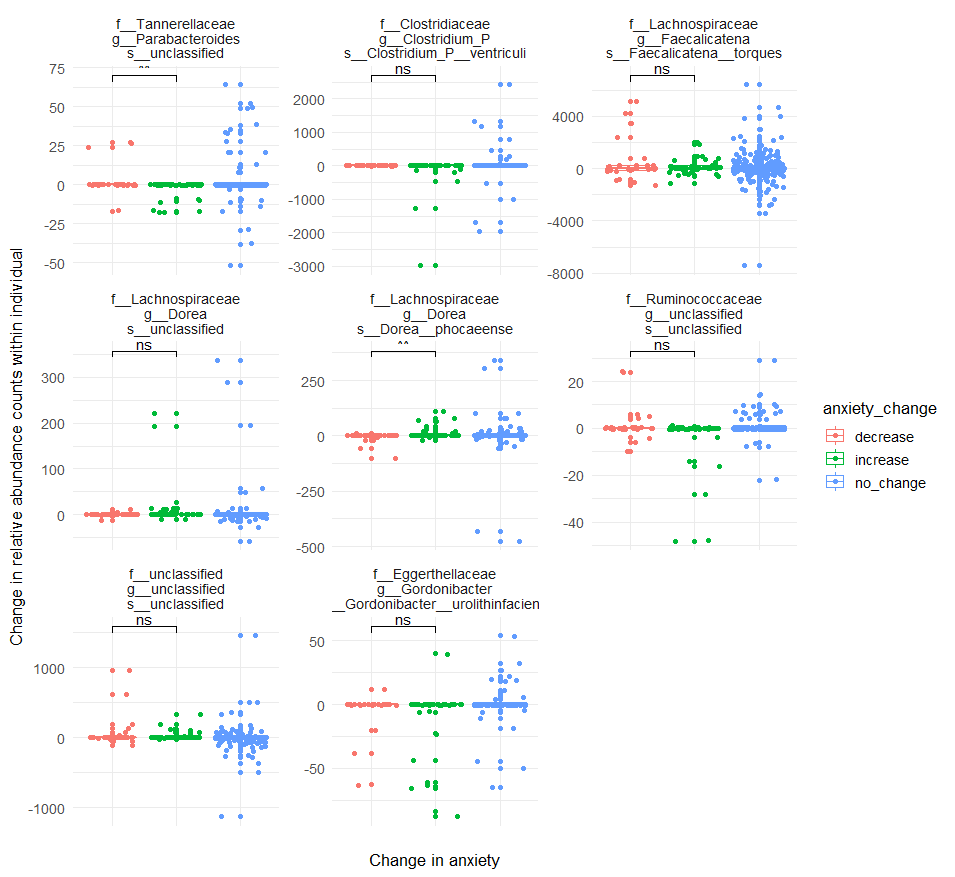 f__Tannerellaceae
g__Parabacteroides
s__unclassified
75
50
25
0
-25
-50
f__Clostridiaceae
g__Clostridium_P
s__Clostridium_P__ventriculi
ns
2000
1000
0
-1000
-2000
-3000
f__Lachnospiraceae
g__Faecalicatena
s__Faecalicatena__torques
ns
4000
0
-4000
-8000
f__Lachnospiraceae
g__Dorea
s__unclassified
ns
300
200
100
0
f__Lachnospiraceae
g__Dorea
s__Dorea__phocaeense
250
0
-250
-500
f__Ruminococcaceae
g__unclassified
s__unclassified
ns
20
0
-20
-40
f__unclassified
g__unclassified
s__unclassified
ns
1000
0
-1000
f__Eggerthellaceae
g__Gordonibacter
__Gordonibacter__urolithinfacien
ns
50
0
-50
Change in relative abundance counts within individual
Change in anxiety
anxiety_change
decrease
increase
no_change